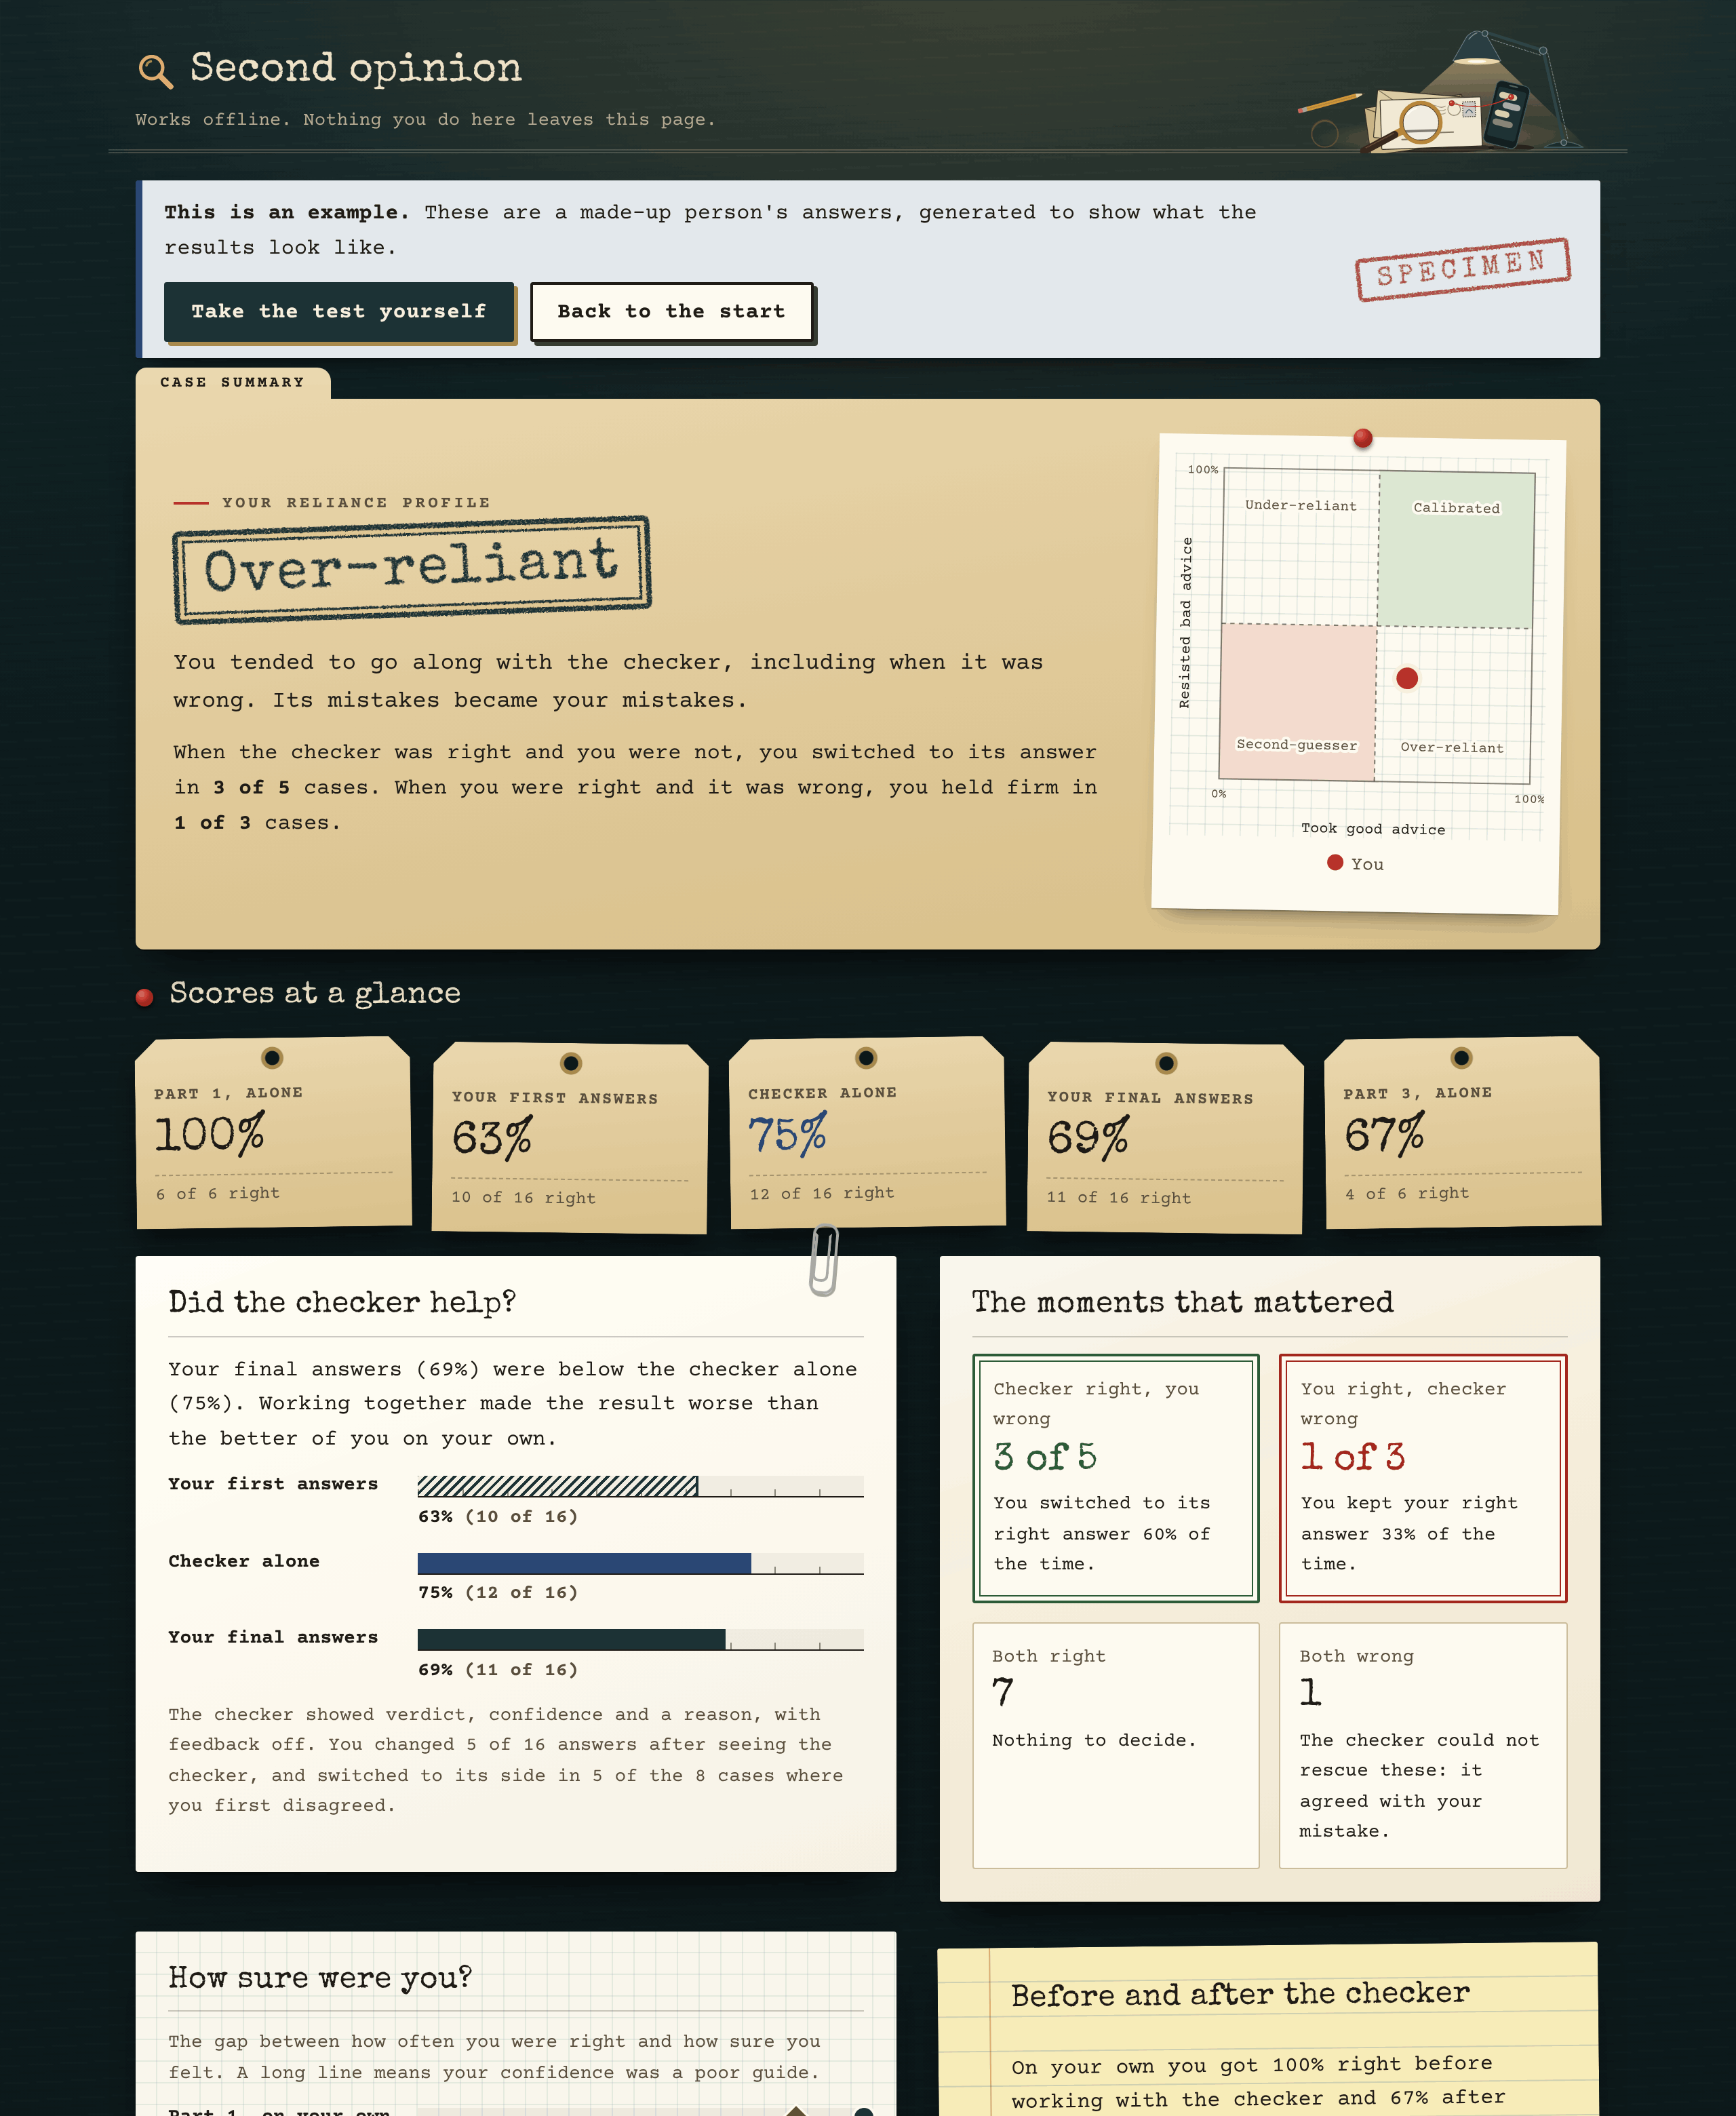 Second opinion
Works offline. Nothing you do here leaves this page.
This is an example. These are a made-up person's answers, generated to show what the
results look like.
SPECIMEN
Take the test yourself
Back to the start
CASE SUMMARY
YOUR RELIANCE PROFILE
Over-reliant
You tended to go along with the checker, including when it was
wrong. Its mistakes became your mistakes.
When the checker was right and you were not, you switched to its answer
in 3 of 5 cases. When you were right and it was wrong, you held firm in
1 of 3 cases.
100%
Under-reliant
Calibrated
Resisted bad advice
Second-guesser
Over-reliant
0%
100%
Took good advice
You
Scores at a glance
PART 1, ALONE
100%
6 of 6 right
YOUR FIRST ANSWERS
63%
10 of 16 right
CHECKER ALONE
75%
12 of 16 right
YOUR FINAL ANSWERS
69%
11 of 16 right
PART 3, ALONE
67%
4 of 6 right
Did the checker help?
Your final answers (69%) were below the checker alone
(75%). Working together made the result worse than
the better of you on your own.
Your first answers
63% (10 of 16)
Checker alone
75% (12 of 16)
Your final answers
69% (11 of 16)
The checker showed verdict, confidence and a reason, with
feedback off. You changed 5 of 16 answers after seeing the
checker, and switched to its side in 5 of the 8 cases where
you first disagreed.
The moments that mattered
Checker right, you
wrong
3 of 5
You switched to its
right answer 60% of
the time.
You right, checker
wrong
1 of 3
You kept your right
answer 33% of the
time.
Both right
7
Nothing to decide.
Both wrong
1
The checker could not
rescue these: it
agreed with your
mistake.
How sure were you?
The gap between how often you were right and how sure you
felt. A long line means your confidence was a poor guide.
Part 1, on your own
Before and after the checker
On your own you got 100% right before
working with the checker and 67% after